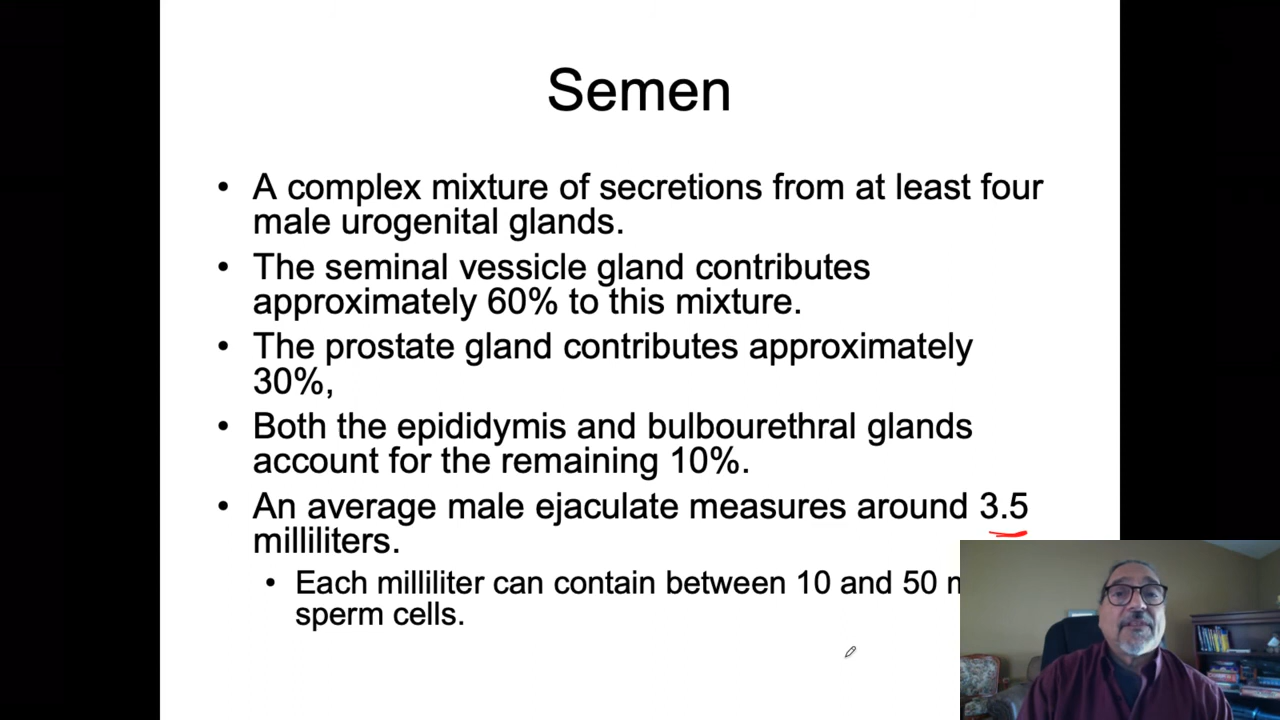 Semen
• A complex mixture of secretions from at least four
male urogenital glands.
• The seminal vessicle gland contributes
approximately 60% to this mixture.
• The prostate gland contributes approximately
30%,
• Both the epididymis and bulbourethral glands
account for the remaining 10%.
• An average male ejaculate measures around 3.5
milliliters.
• Each milliliter can contain between 10 and 50
sperm cells.